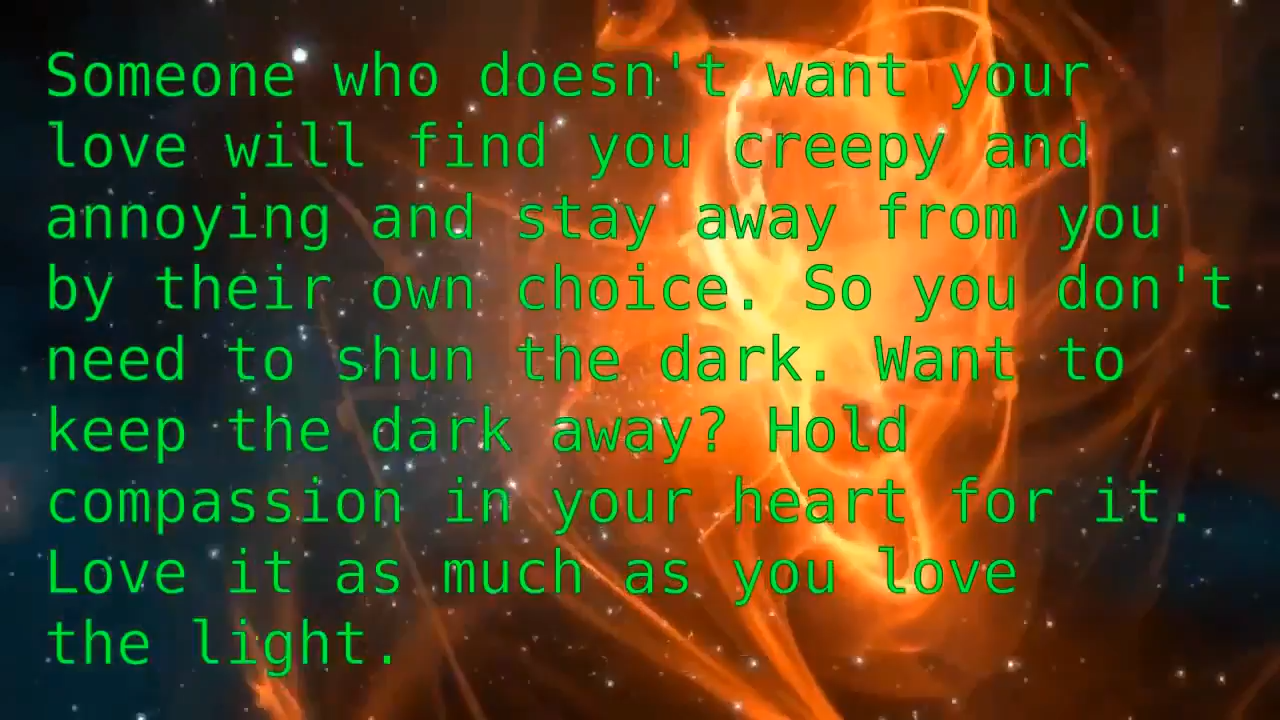 Someone who doesn't want your
love will find you creepy and
annoying and stay away from you
by their own choice. So you don't
need to shun the dark. Want to
keep the dark away? Hold
compassion in your heart for it.
Love it as much as you love
the light.